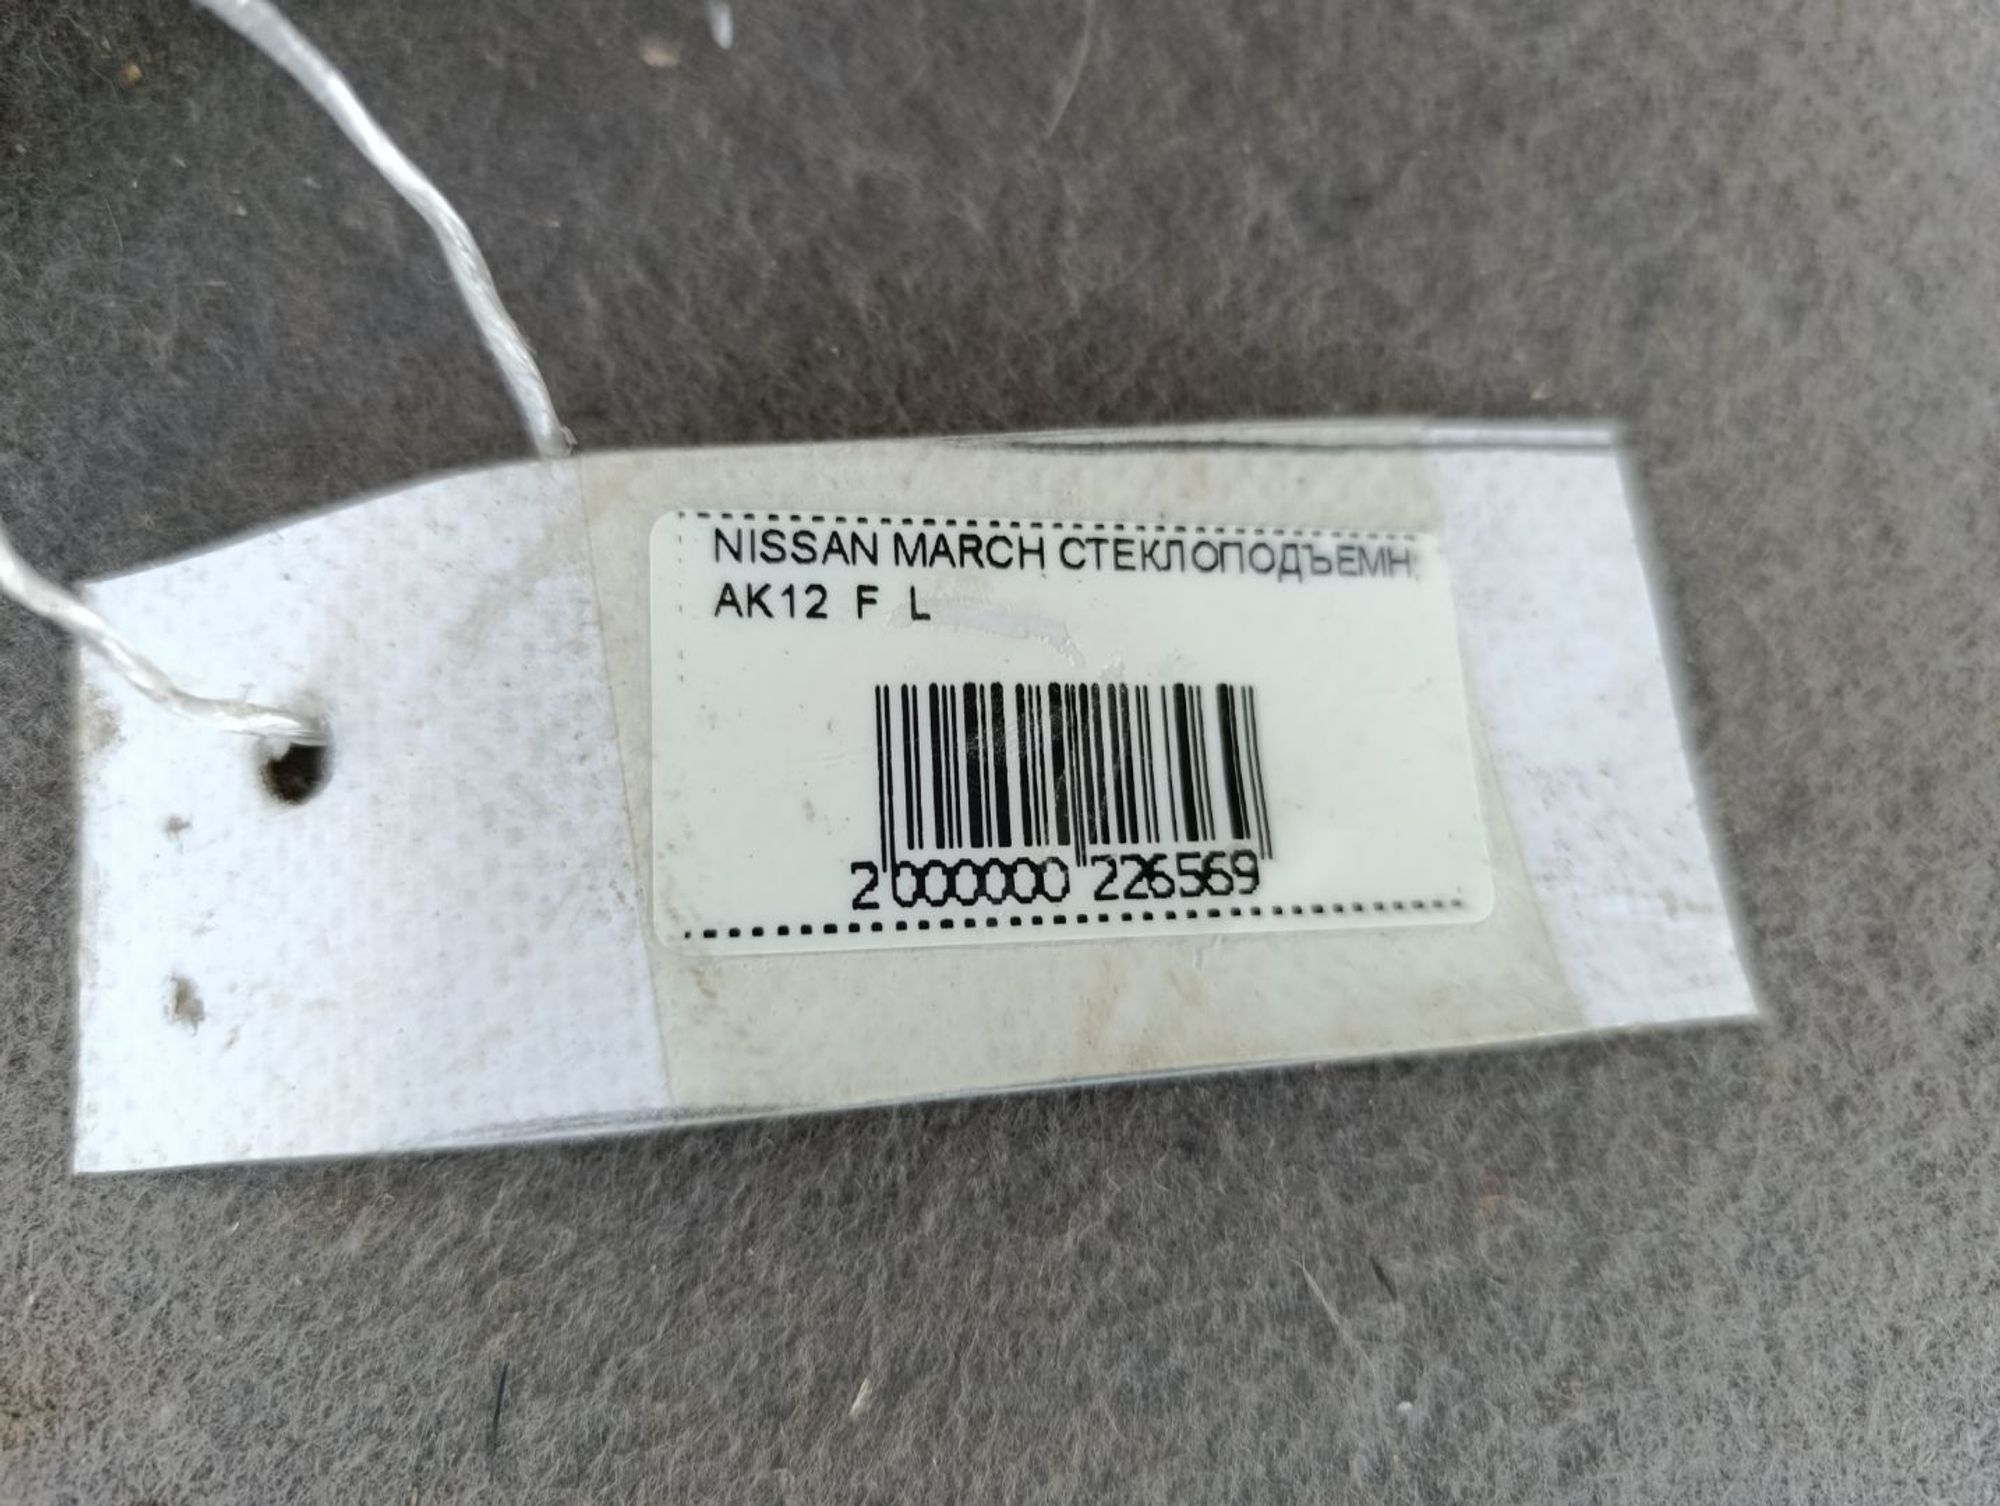 NISSAN MARCH СТЕКЛОПОДЪЕМН
AK12 F L
2 000000 226569